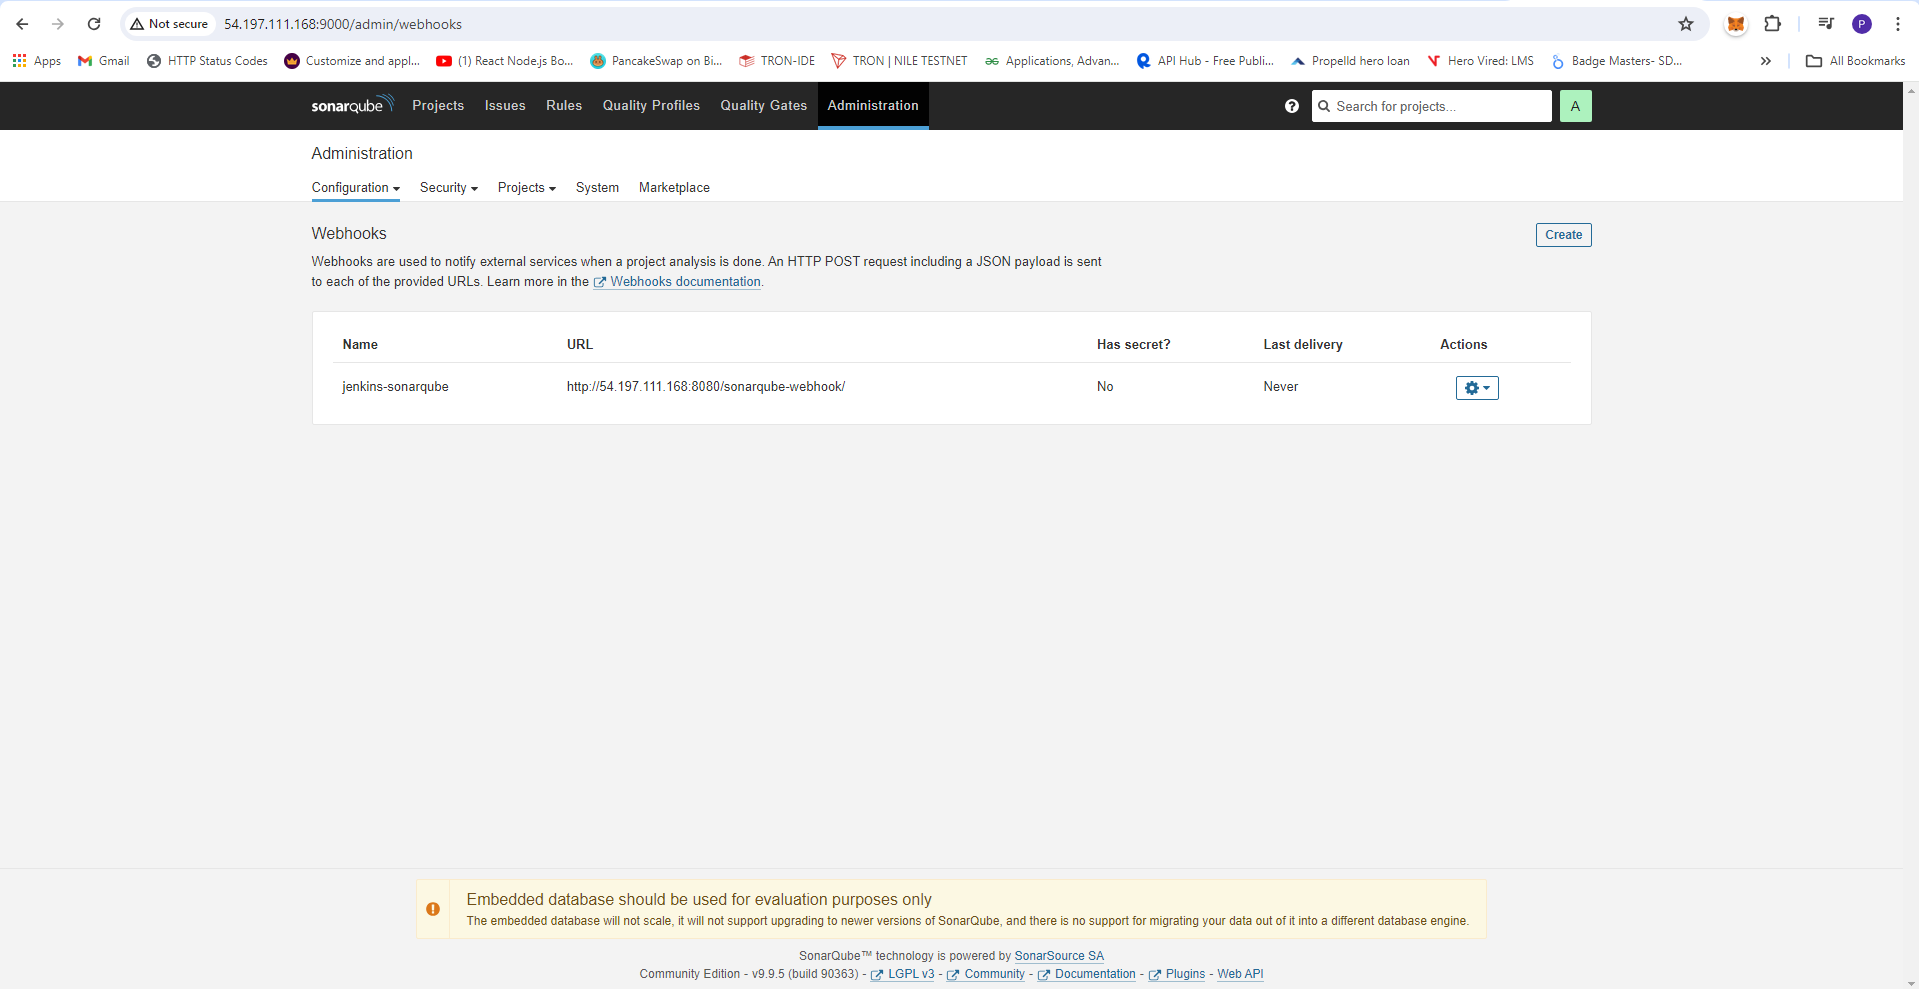 Not secure 54.197.111.168:9000/admin/webhooks P
Apps Gmail HTTP Status Codes Customize and appl... (1) React Node.js Bo... PancakeSwap on Bi... TRON-IDE TRON | NILE TESTNET Applications, Advan... API Hub - Free Publi... Propelld hero loan Hero Vired: LMS Badge Masters- SD... » All Bookmarks
sonarqube Projects Issues Rules Quality Profiles Quality Gates Administration ? Search for projects... A
Administration
Configuration Security Projects System Marketplace
Webhooks Create
Webhooks are used to notify external services when a project analysis is done. An HTTP POST request including a JSON payload is sent
to each of the provided URLs. Learn more in the Webhooks documentation.
Name URL Has secret? Last delivery Actions
jenkins-sonarqube http://54.197.111.168:8080/sonarqube-webhook/ No Never
Embedded database should be used for evaluation purposes only
The embedded database will not scale, it will not support upgrading to newer versions of SonarQube, and there is no support for migrating your data out of it into a different database engine.
SonarQube™ technology is powered by SonarSource SA
Community Edition - v9.9.5 (build 90363) - LGPL v3 - Community - Documentation - Plugins - Web API